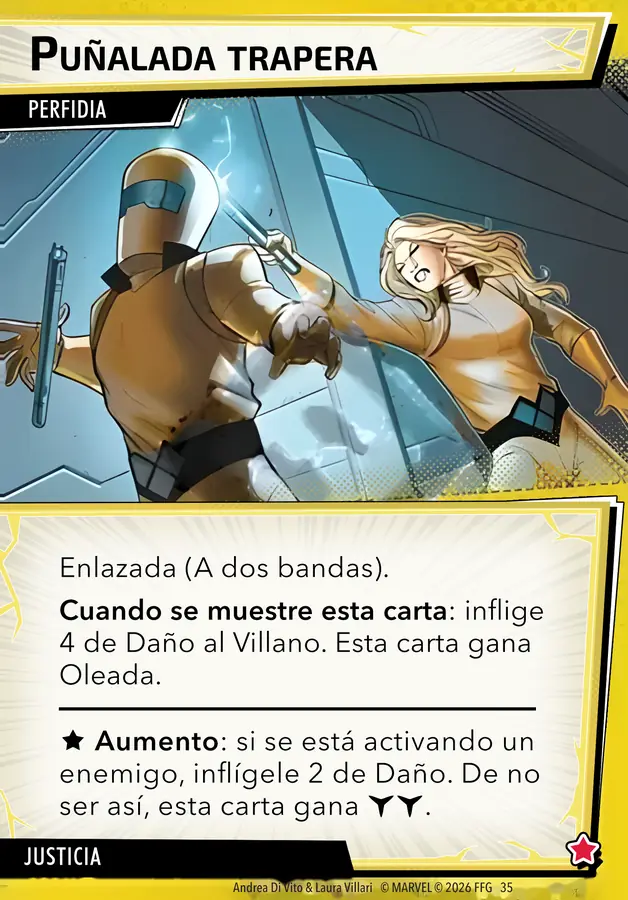 PUÑALADA TRAPERA
PERFIDIA
Enlazada (A dos bandas).
Cuando se muestre esta carta: inflige
4 de Daño al Villano. Esta carta gana
Oleada.
★ Aumento: si se está activando un
enemigo, inflígele 2 de Daño. De no
ser así, esta carta gana.
JUSTICIA
Andrea Di Vito & Laura Villari © MARVEL © 2026 FFG 35